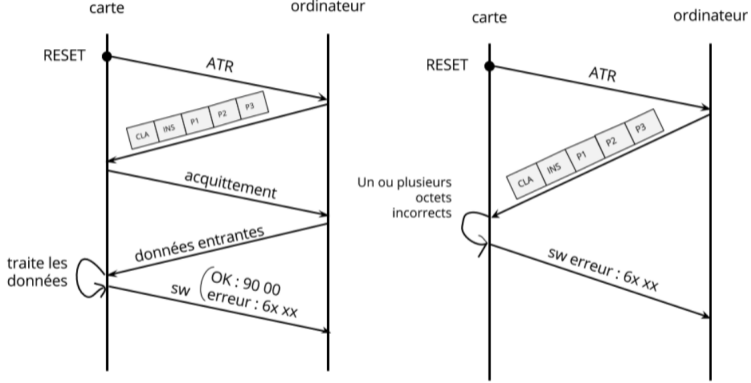 carte
ordinateur
RESET
ATR
CLA INS P1 P2 P3
acquittement
données entrantes
traite les
données
sw
OK : 90 00
erreur : 6x xx
carte
ordinateur
RESET
ATR
CLA INS P1 P2 P3
Un ou plusieurs
octets
incorrects
sw erreur : 6x xx